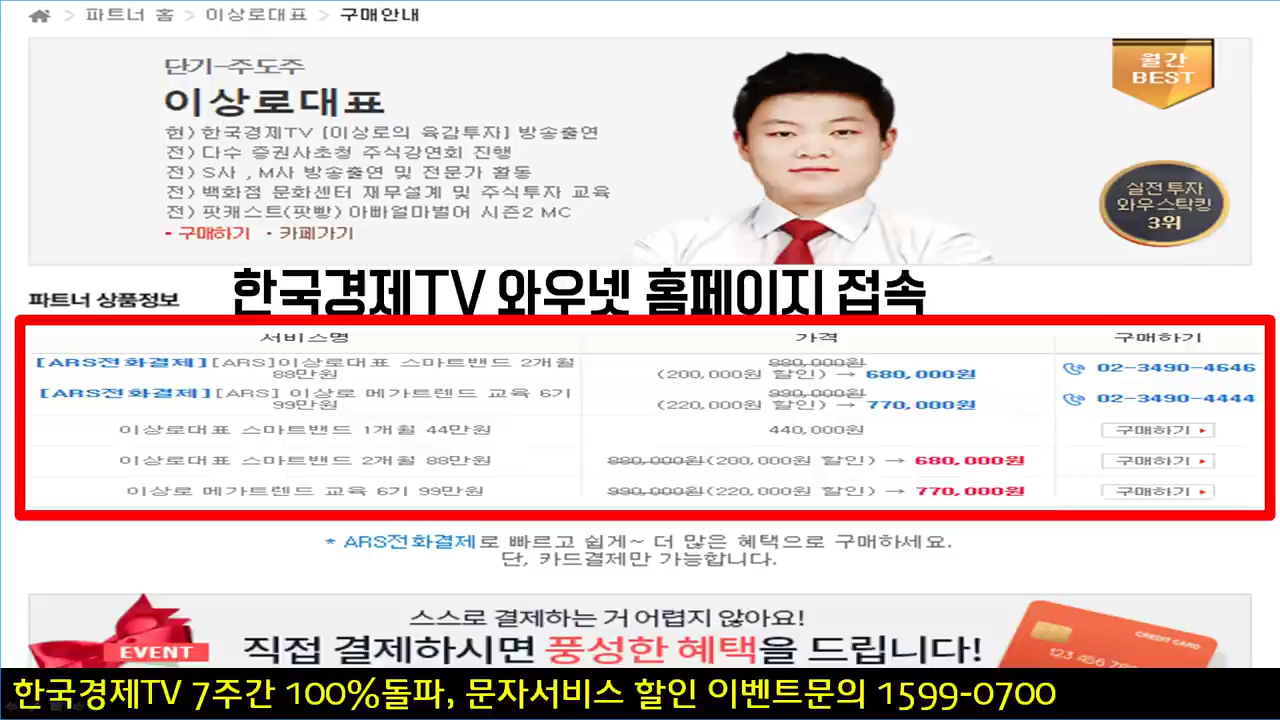 파트너 홈 > 이상로대표 > 구매안내
단기-주도주
이상로대표
현) 한국경제TV [이상로의 육감투자] 방송출연
전) 다수 증권사초청 주식강연회 진행
전) S사 , M사 방송출연 및 전문가 활동
전) 백화점 문화센터 재무설계 및 주식투자 교육
전) 팟캐스트(팟빵) 아빠얼마벌어 시즌2 MC
- 구매하기 · 카페가기
월간
BEST
실전투자
와우스탁킹
3위
파트너 상품정보
한국경제TV 와우넷 홈페이지 접속
서비스명 가격 구매하기
[ARS전화결제][ARS]이상로대표 스마트밴드 2개월
88만원
880,000원
(200,000원 할인) → 680,000원
02-3490-4646
[ARS전화결제][ARS] 이상로 메가트렌드 교육 6기
99만원
990,000원
(220,000원 할인) → 770,000원
02-3490-4444
이상로대표 스마트밴드 1개월 44만원 440,000원 구매하기
이상로대표 스마트밴드 2개월 88만원 880,000원(200,000원 할인) → 680,000원 구매하기
이상로 메가트렌드 교육 6기 99만원 990,000원(220,000원 할인) → 770,000원 구매하기
* ARS전화결제로 빠르고 쉽게~ 더 많은 혜택으로 구매하세요.
단, 카드결제만 가능합니다.
스스로 결제하는 거 어렵지 않아요!
EVENT
직접 결제하시면 풍성한 혜택을 드립니다!
CREDIT CARD
123 456
한국경제TV 7주간 100%돌파, 문자서비스 할인 이벤트문의 1599-0700